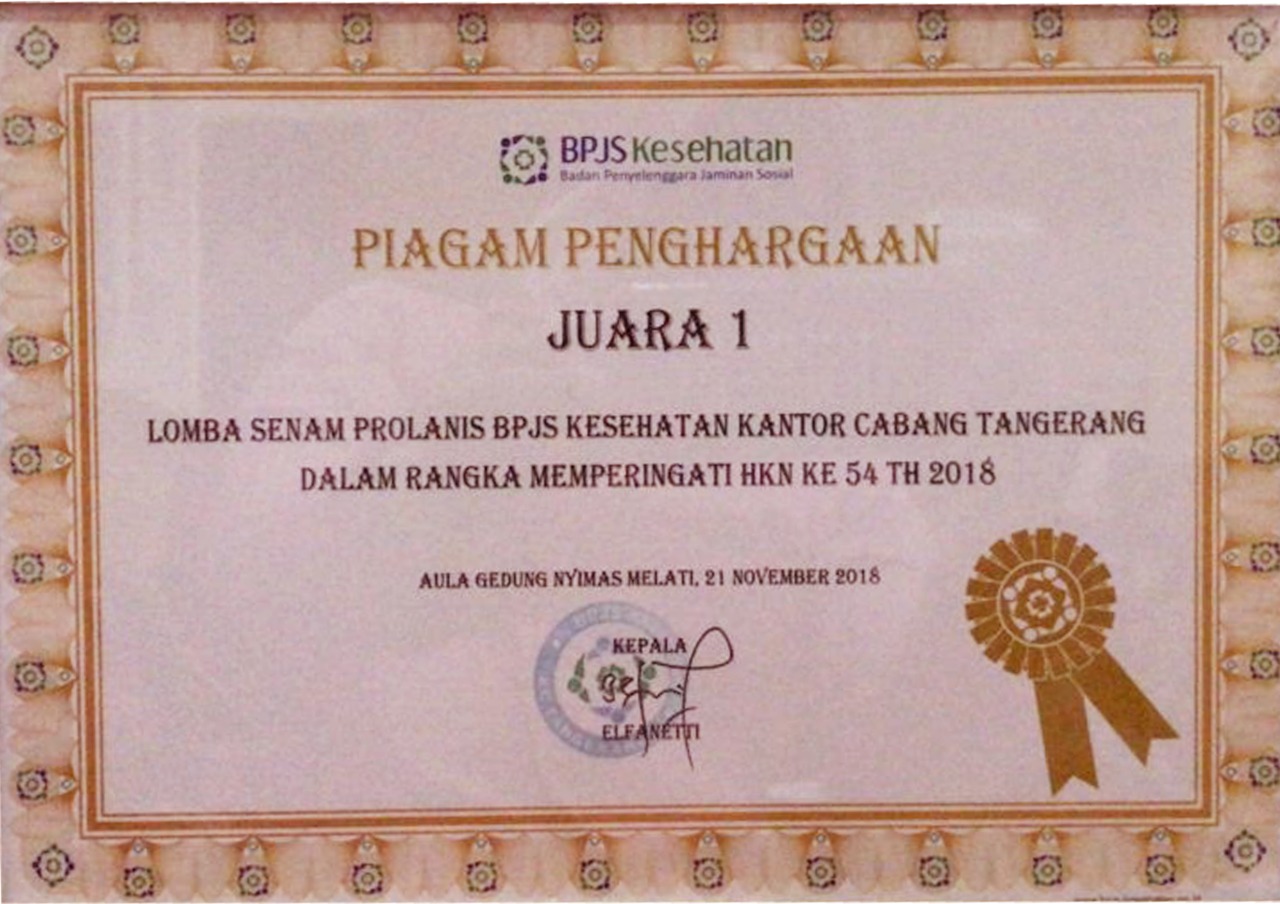 BPJS Kesehatan
Badan Penyelenggara Jaminan Sosial
PIAGAM PENGHARGAAN
JUARA 1
LOMBA SENAM PROLANIS BPJS KESEHATAN KANTOR CABANG TANGERANG
DALAM RANGKA MEMPERINGATI HKN KE 54 TH 2018
AULA GEDUNG NYIMAS MELATI, 21 NOVEMBER 2018
KEPALA
ELFANETTI